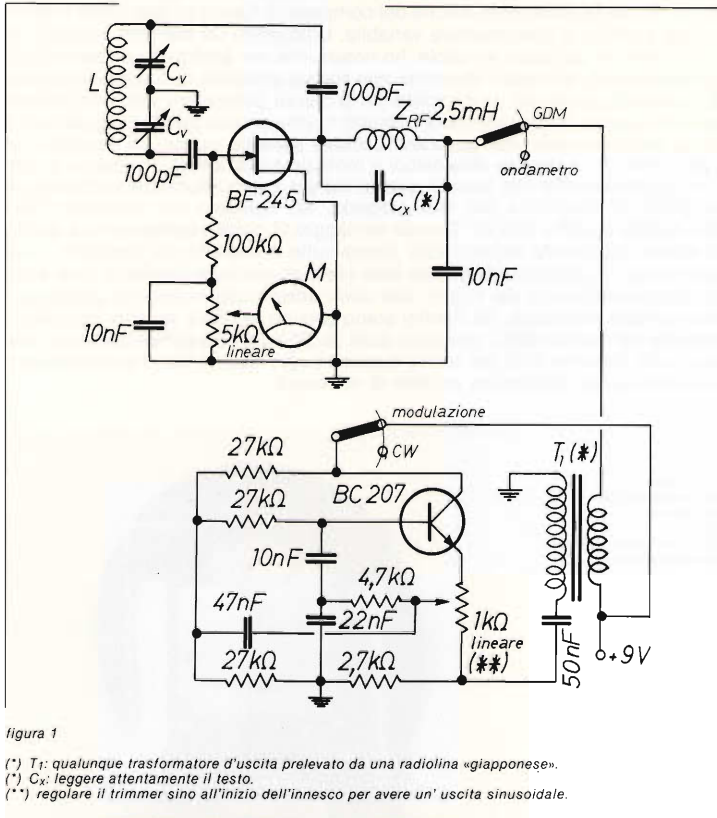 L
Cv
Cv
100pF
100pF
ZRF 2,5mH
GDM
ondametro
BF 245
Cx (*)
100kΩ
M
10nF
10nF
5kΩ
lineare
modulazione
CW
27kΩ
27kΩ
BC 207
T1 (*)
10nF
4,7kΩ
47nF
22nF
1kΩ
lineare
(**)
27kΩ
2,7kΩ
50nF
+9V
figura 1
(*) T1: qualunque trasformatore d'uscita prelevato da una radiolina «giapponese».
(*) Cx: leggere attentamente il testo.
(**) regolare il trimmer sino all'inizio dell'innesco per avere un' uscita sinusoidale.